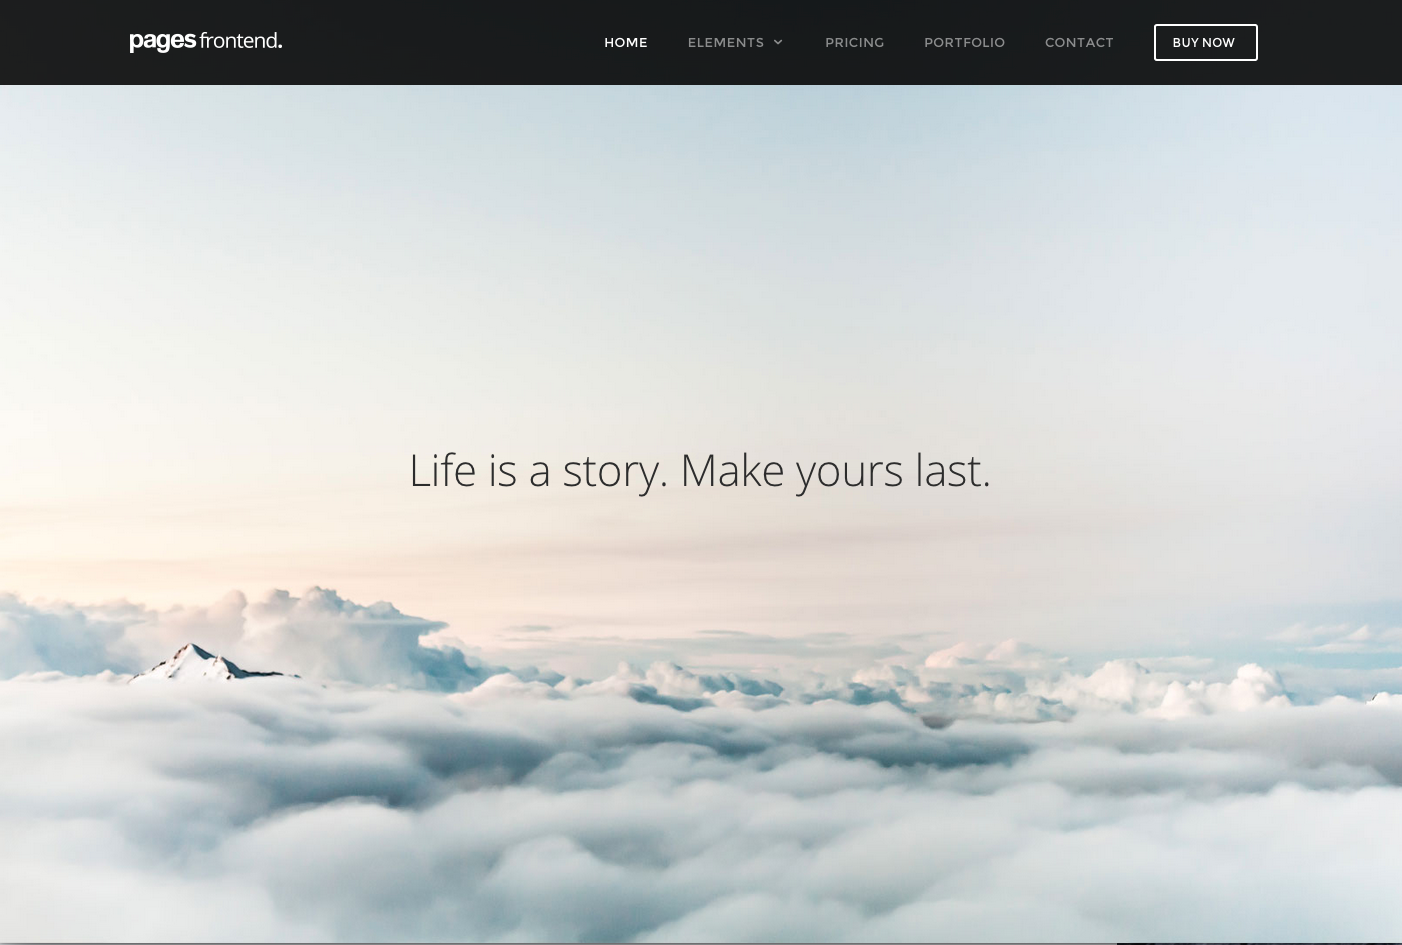 pages frontend.
HOME ELEMENTS PRICING PORTFOLIO CONTACT BUY NOW
Life is a story. Make yours last.